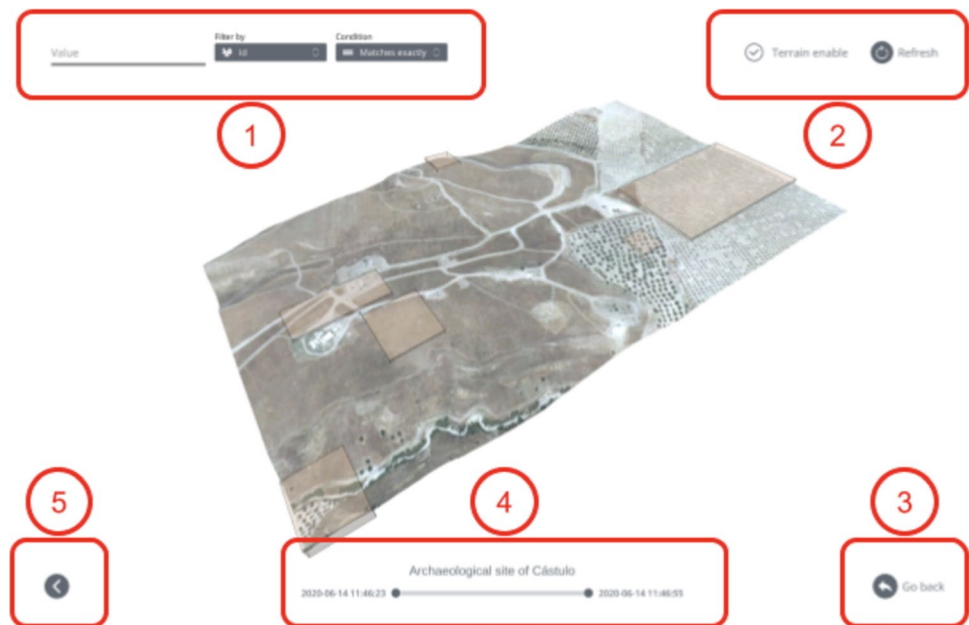 Value
Filter by
Id
Condition
Matches exactly
Terrain enable
Refresh
1
2
5
4
3
Archaeological site of Cástulo
2020-06-14 11:46:23
2020-06-14 11:46:55
Go back